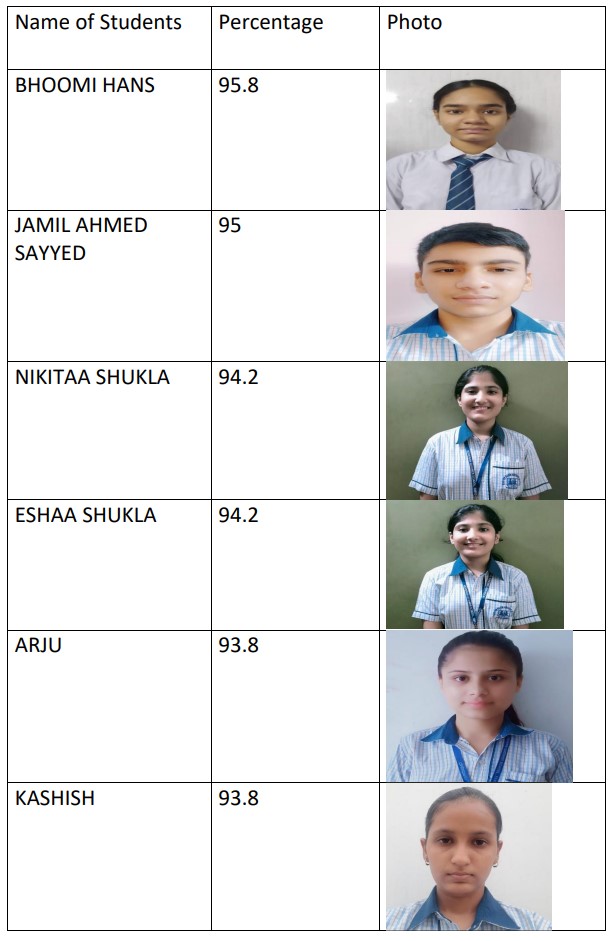 Name of Students Percentage Photo
BHOOMI HANS 95.8
JAMIL AHMED 95
SAYYED
NIKITAA SHUKLA 94.2
ESHAA SHUKLA 94.2
ARJU 93.8
KASHISH 93.8